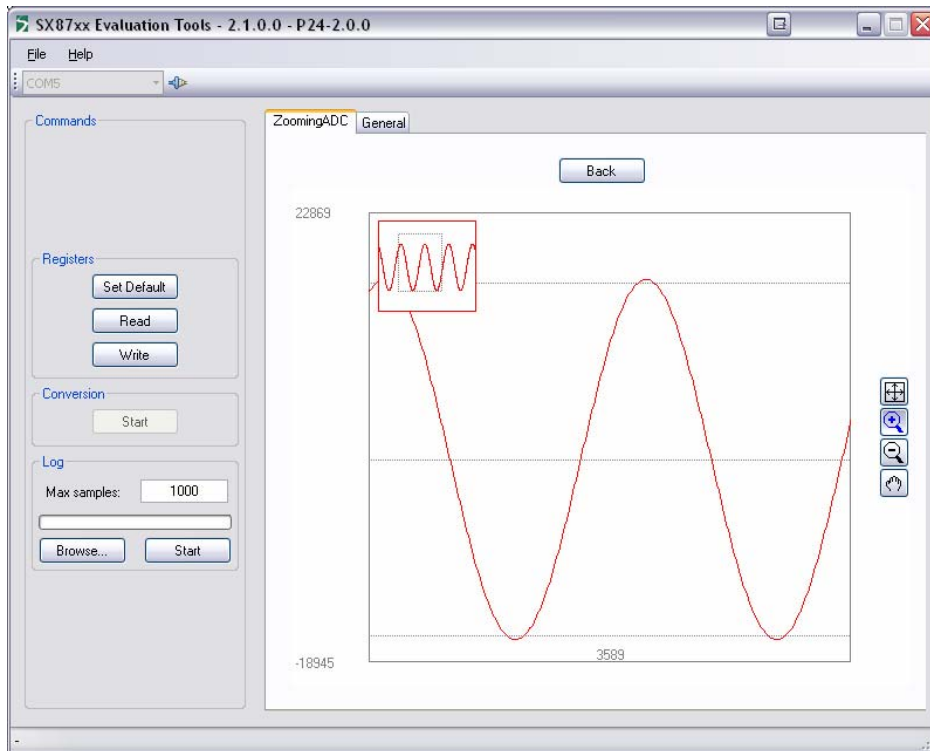 SX87xx Evaluation Tools - 2.1.0.0 - P24-2.0.0
File Help
COM5
Commands
Registers
Set Default
Read
Write
Conversion
Start
Log
Max samples: 1000
Browse... Start
ZoomingADC General
Back
22869
-18945
3589
-